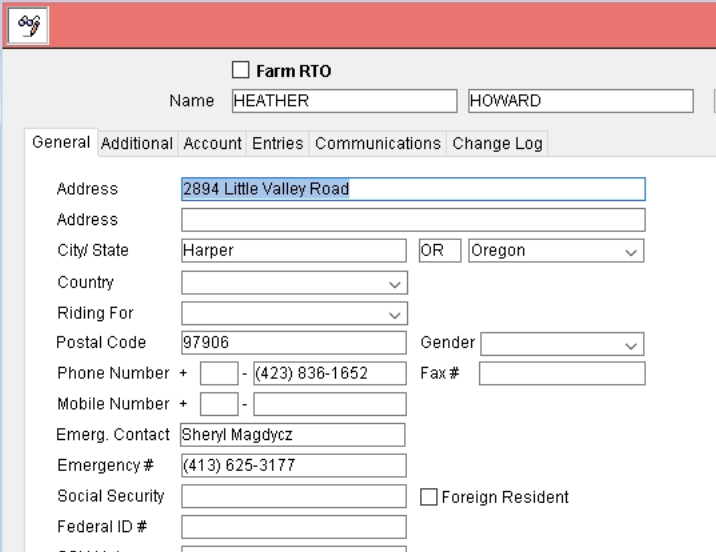 Farm RTO
Name HEATHER HOWARD
General Additional Account Entries Communications Change Log
Address 2894 Little Valley Road
Address
City/ State Harper OR Oregon
Country
Riding For
Postal Code 97906 Gender
Phone Number + - (423) 836-1652 Fax #
Mobile Number + -
Emerg. Contact Sheryl Magdycz
Emergency # (413) 625-3177
Social Security Foreign Resident
Federal ID #